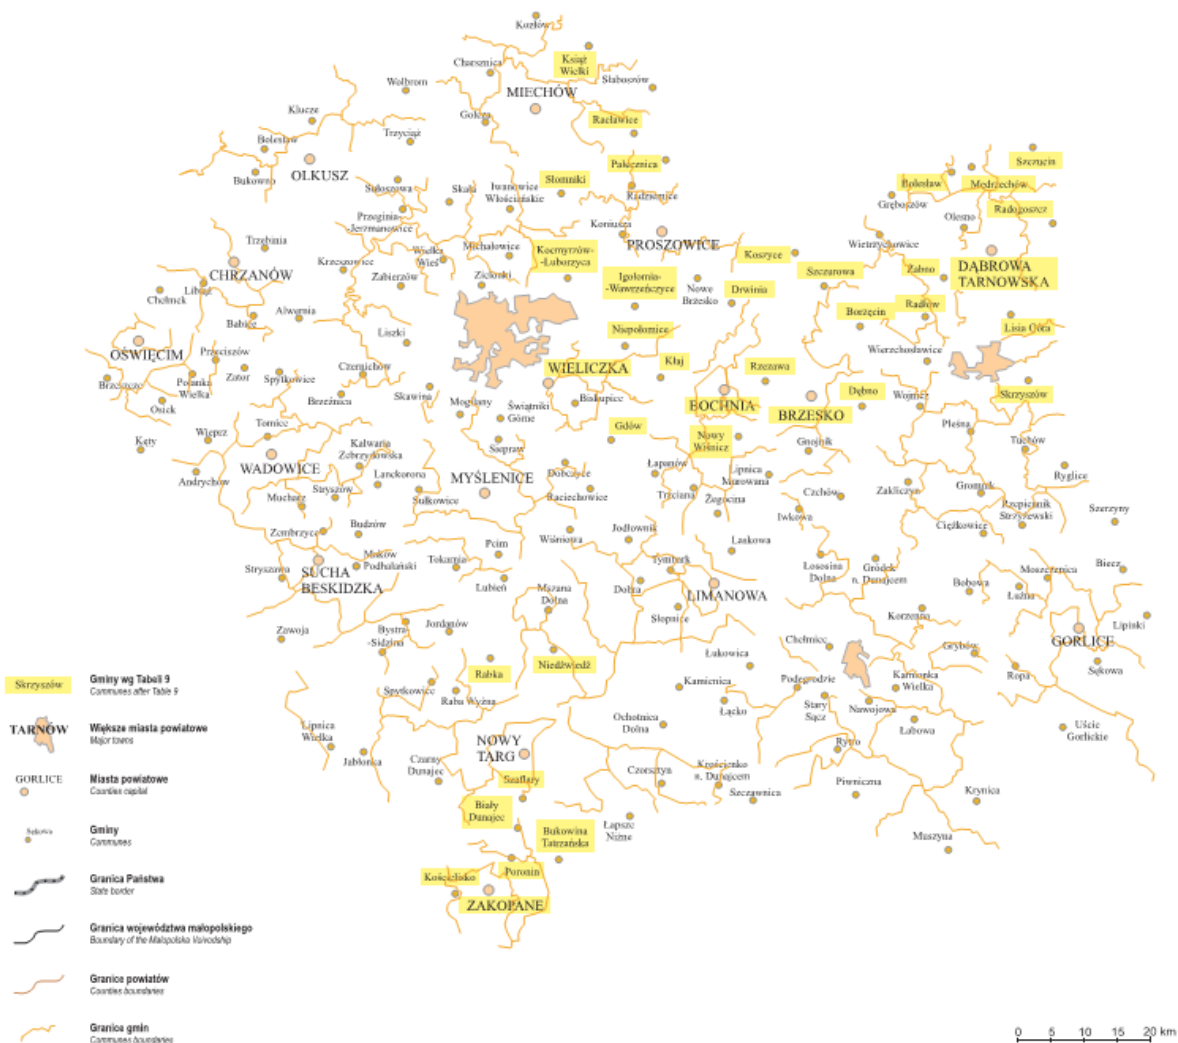 Kozłów
Książ
Wielki
Charsznica
Słaboszów
Wolbrom
MIECHÓW
Klucze
Gołcza
Racławice
Trzyciąż
Bolesław
Pałecznica
Szczucin
OLKUSZ
Bukowno
Słomniki
Bolesław
Mędrzechów
Sułoszowa
Skała
Iwanowice
Włościańskie
Radziemice
Gręboszów
Radogoszcz
Przeginia-
-Jerzmanowice
Koniusza
Olesno
Trzebinia
Wielka
Wieś
Michałowice
Kocmyrzów-
-Luborzyca
PROSZOWICE
Koszyce
Wietrzychowice
Krzeszowice
CHRZANÓW
Zabierzów
Zielonki
Igołomia-
-Wawrzeńczyce
Nowe
Brzesko
Drwinia
Szczurowa
Żabno
DĄBROWA
TARNOWSKA
Libiąż
Chełmek
Alwernia
Babice
Liszki
Niepołomice
Borzęcin
Radłów
Lisia Góra
OŚWIĘCIM
Przeciszów
Wierzchosławice
Brzeszcze
Polanka
Wielka
Zator
Spytkowice
Czernichów
WIELICZKA
Kłaj
Rzezawa
Osiek
Brzeźnica
Skawina
Mogilany
Świątniki
Górne
Biskupice
BOCHNIA
BRZESKO
Dębno
Wojnicz
Skrzyszów
Kęty
Wieprz
Tomice
Gdów
Nowy
Wiśnicz
Pleśna
Tuchów
WADOWICE
Kalwaria
Zebrzydowska
Siepraw
Gnojnik
Andrychów
Lanckorona
MYŚLENICE
Dobczyce
Łapanów
Lipnica
Murowana
Ryglice
Mucharz
Stryszów
Sułkowice
Raciechowice
Trzciana
Żegocina
Czchów
Zakliczyn
Gromnik
Rzepiennik
Strzyżewski
Szerzyny
Zembrzyce
Budzów
Wiśniowa
Jodłownik
Iwkowa
Ciężkowice
Stryszawa
SUCHA
BESKIDZKA
Maków
Podhalański
Tokarnia
Pcim
Laskowa
Lubień
Mszana
Dolna
Dobra
Tymbark
LIMANOWA
Łososina
Dolna
Gródek
n. Dunajcem
Bobowa
Moszczenica
Łużna
Biecz
Zawoja
Bystra-
-Sidzina
Jordanów
Słopnice
Korzenna
Lipinki
GORLICE
Chełmiec
Niedźwiedź
Rabka
Łukowica
Grybów
Ropa
Sękowa
Spytkowice
Raba Wyżna
Kamienica
Podegrodzie
Kamionka
Wielka
Lipnica
Wielka
Łącko
Stary
Sącz
Nawojowa
Łabowa
Uście
Gorlickie
Ochotnica
Dolna
NOWY
TARG
Jabłonka
Czarny
Dunajec
Szaflary
Czorsztyn
Krościenko
n. Dunajcem
Szczawnica
Rytro
Piwniczna
Krynica
Biały
Dunajec
Bukowina
Tatrzańska
Łapsze
Niżne
Muszyna
Kościelisko
Poronin
ZAKOPANE
Skrzyszów
Gminy wg Tabeli 9
Communes after Table 9
TARNÓW
Większe miasta powiatowe
Major towns
GORLICE
Miasta powiatowe
Counties capital
Sękowa
Gminy
Communes
Granica Państwa
State border
Granica województwa małopolskiego
Boundary of the Małopolska Voivodship
Granice powiatów
Counties boundaries
Granice gmin
Communes boundaries
0 5 10 15 20 km